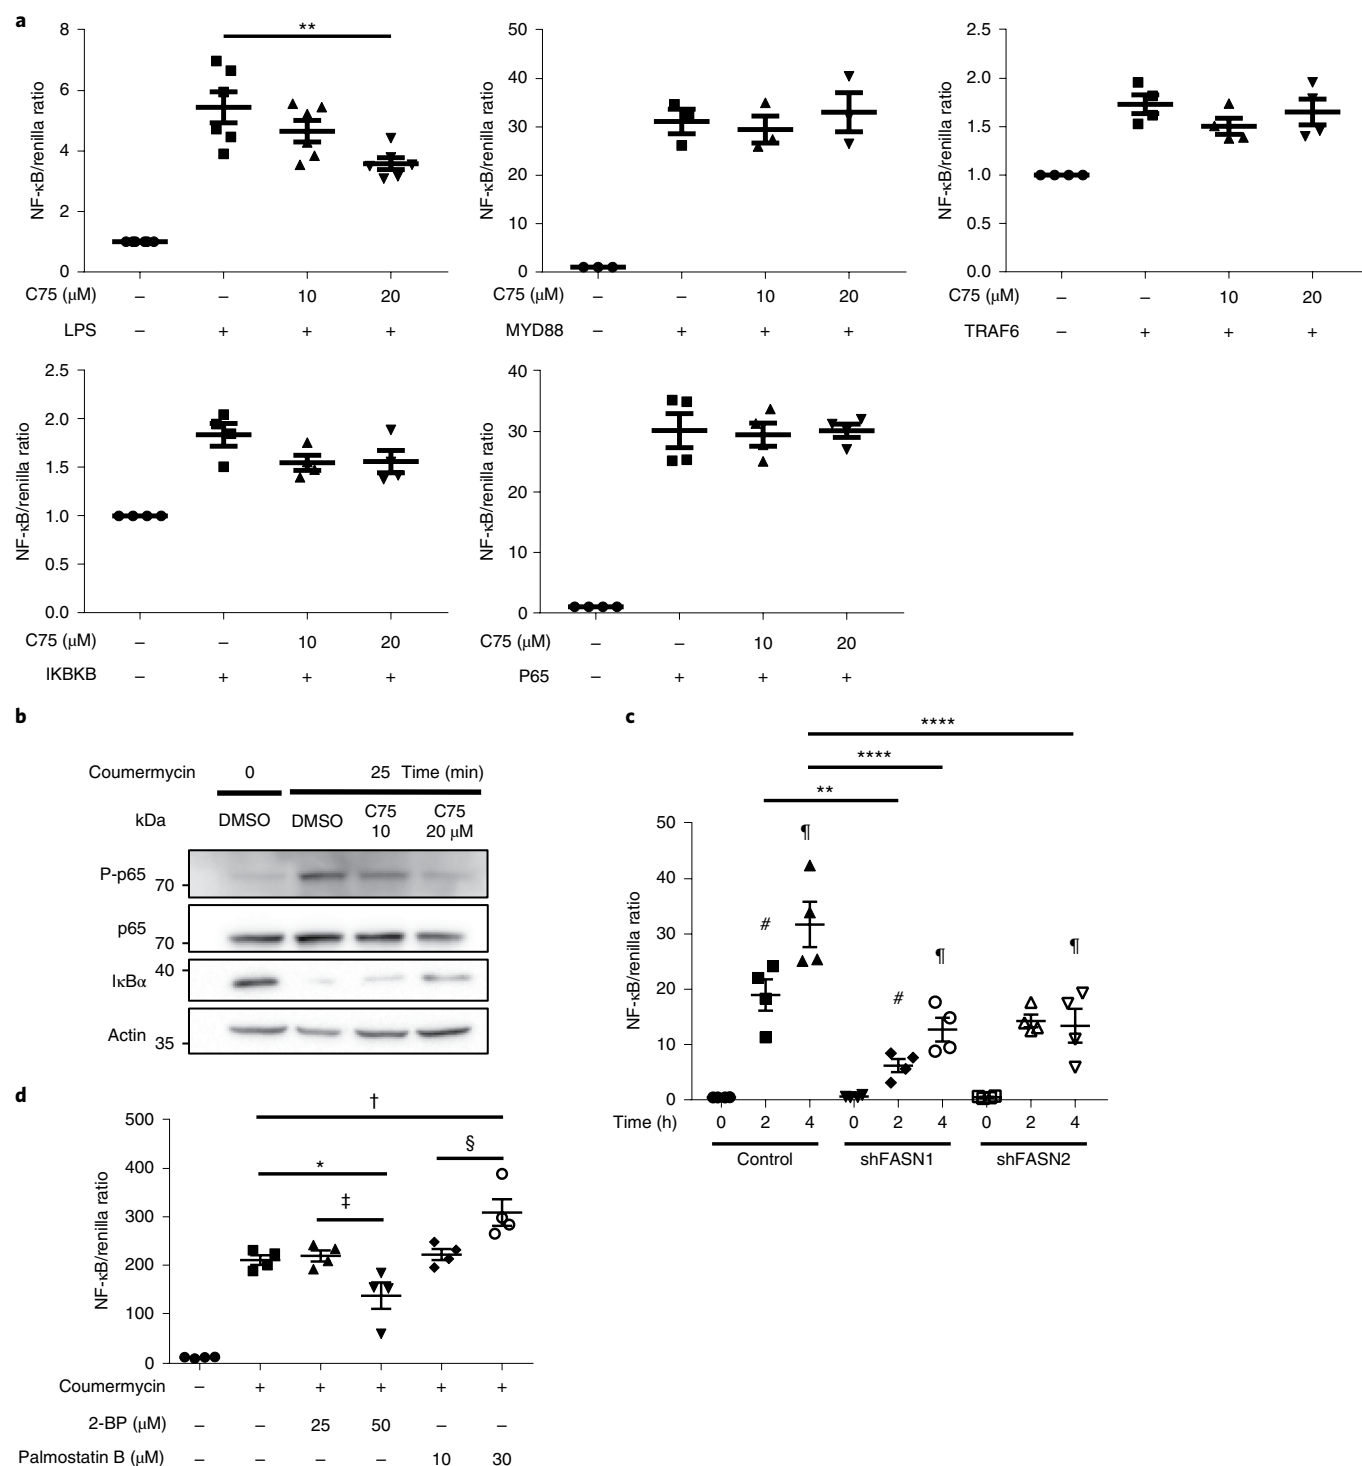 a
**
NF-κB/renilla ratio
8
6
4
2
0
C75 (μM) – – 10 20
LPS – + + +
NF-κB/renilla ratio
50
40
30
20
10
0
C75 (μM) – – 10 20
MYD88 – + + +
NF-κB/renilla ratio
2.5
2.0
1.5
1.0
0.5
0.0
C75 (μM) – – 10 20
TRAF6 – + + +
NF-κB/renilla ratio
2.5
2.0
1.5
1.0
0.5
0.0
C75 (μM) – – 10 20
IKBKB – + + +
NF-κB/renilla ratio
40
30
20
10
0
C75 (μM) – – 10 20
P65 – + + +
b
Coumermycin 0 25 Time (min)
kDa DMSO DMSO C75 10 C75 20 μM
P-p65 70
p65 70
IκBα 40
Actin 35
c
****
****
**
¶
#
#
¶
¶
NF-κB/renilla ratio
50
40
30
20
10
0
Time (h) 0 2 4 0 2 4 0 2 4
Control shFASN1 shFASN2
d
†
§
*
‡
NF-κB/renilla ratio
500
400
300
200
100
0
Coumermycin – + + + + +
2-BP (μM) – – 25 50 – –
Palmostatin B (μM) – – – – 10 30